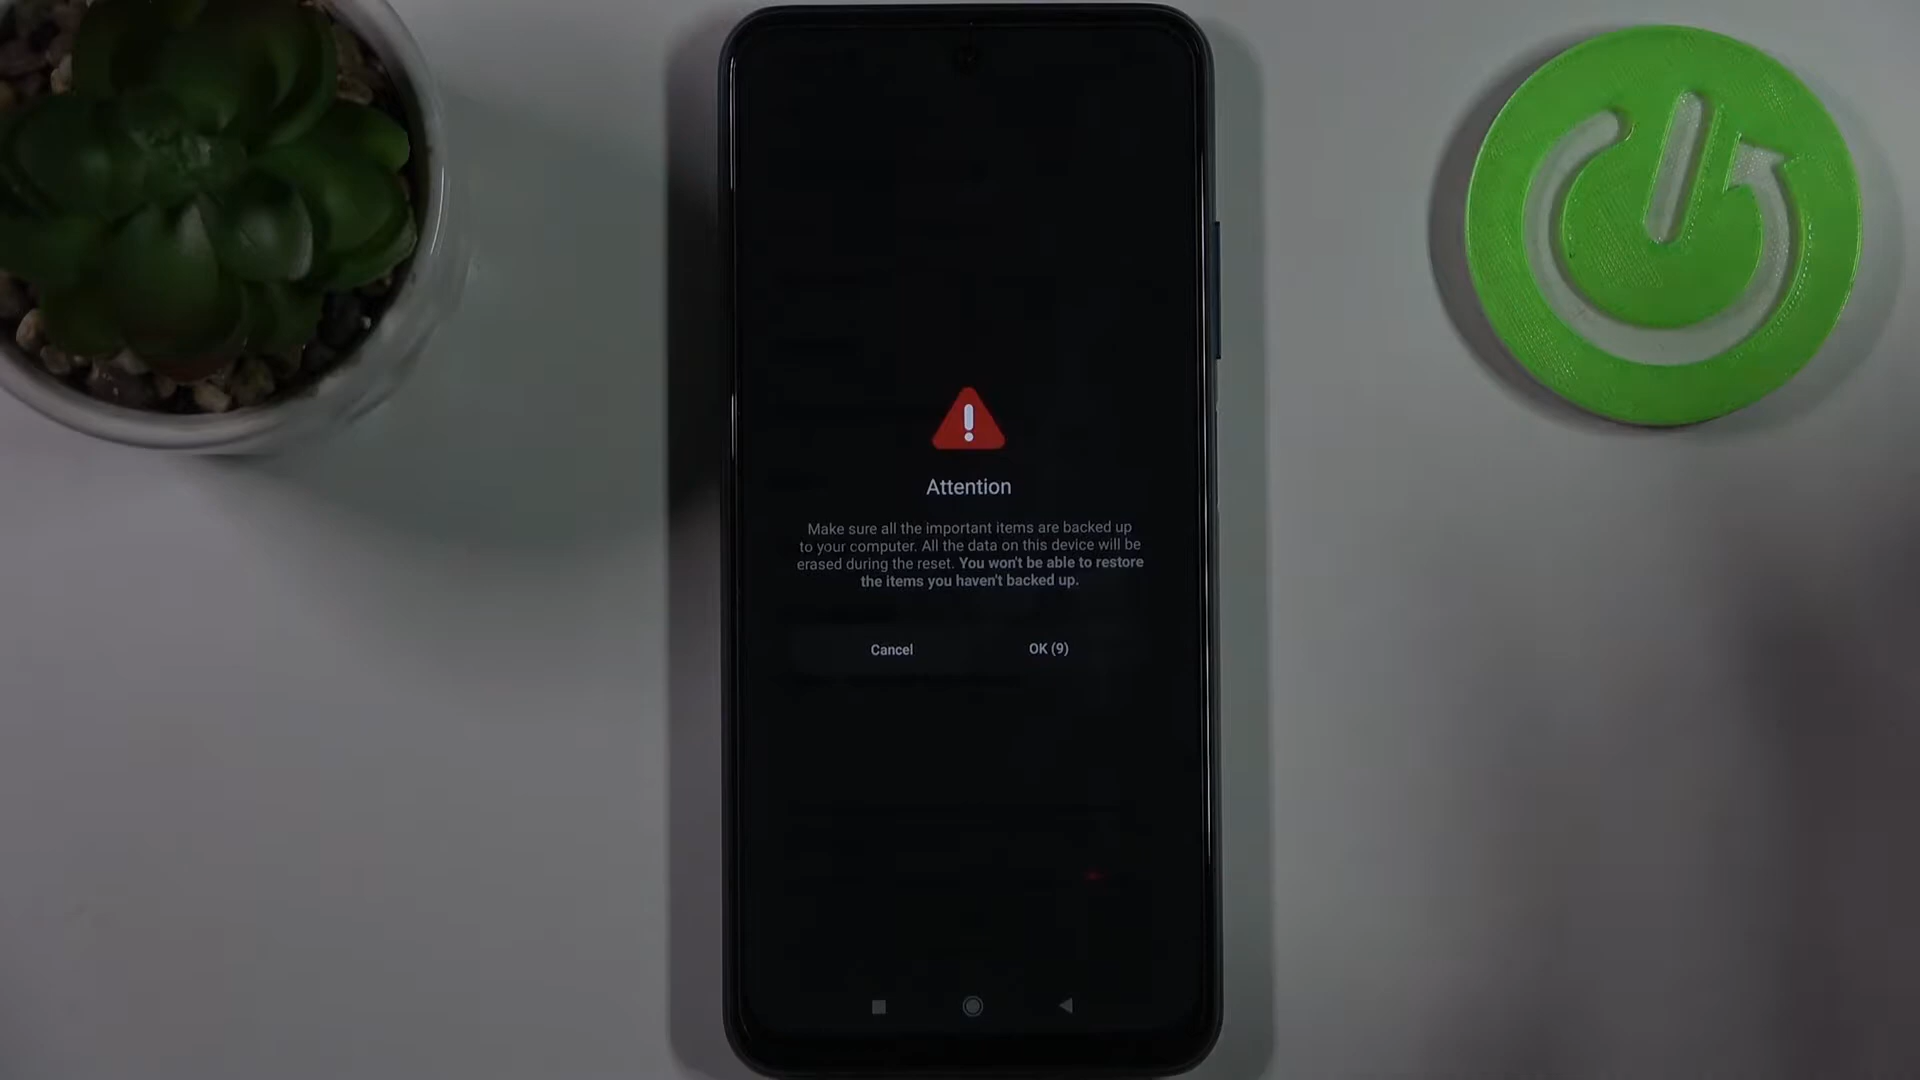 Attention
Make sure all the important items are backed up
to your computer. All the data on this device will be
erased during the reset. You won't be able to restore
the items you haven't backed up.
Cancel OK (9)